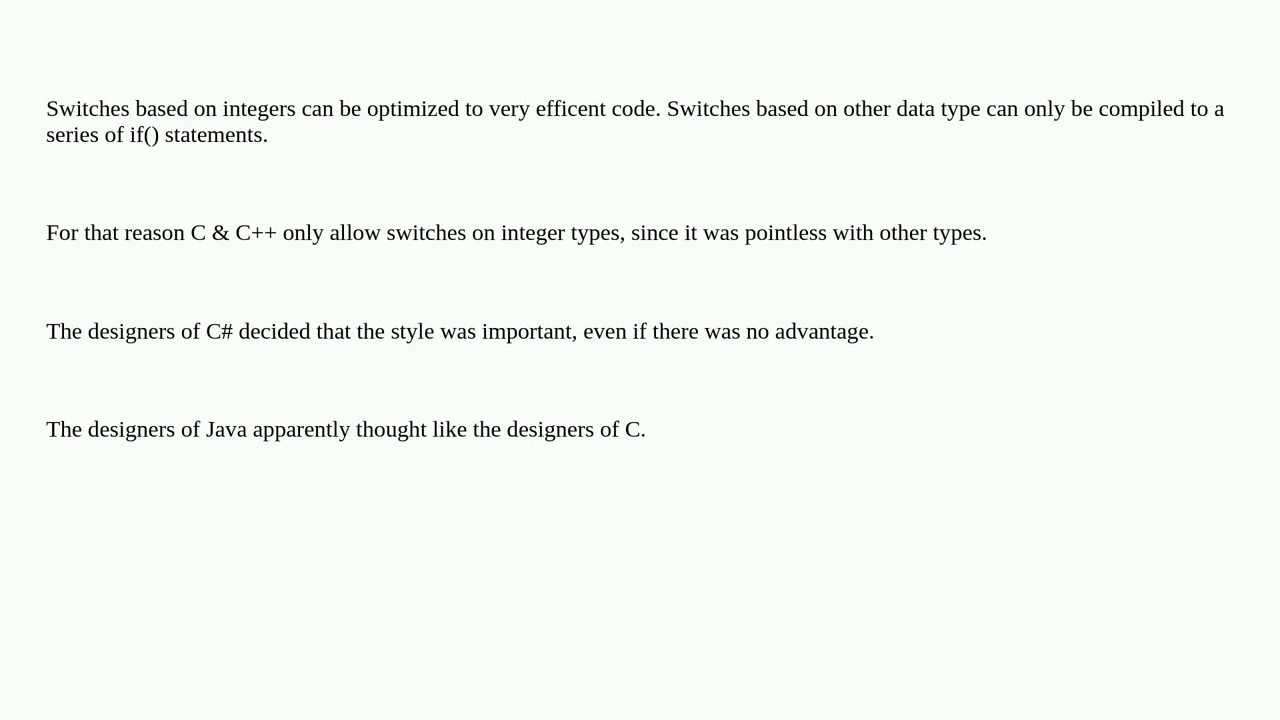 Switches based on integers can be optimized to very efficent code. Switches based on other data type can only be compiled to a
series of if() statements.
For that reason C & C++ only allow switches on integer types, since it was pointless with other types.
The designers of C# decided that the style was important, even if there was no advantage.
The designers of Java apparently thought like the designers of C.